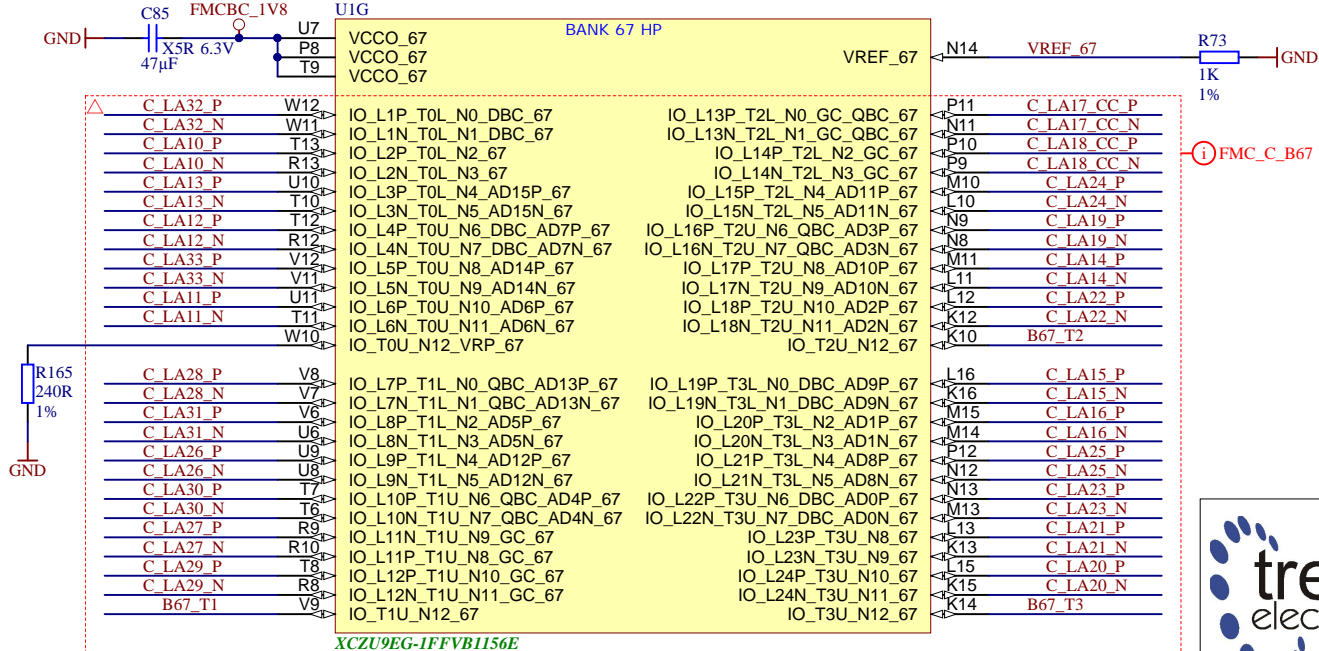 C85 FMCBC_1V8 U1G
GND X5R 6.3V 47µF
BANK 67 HP
U7 VCCO_67
P8 VCCO_67
T9 VCCO_67
VREF_67 N14 VREF_67 R73 1K 1% GND
C_LA32_P W12 IO_L1P_T0L_N0_DBC_67 IO_L13P_T2L_N0_GC_QBC_67 P11 C_LA17_CC_P
C_LA32_N W11 IO_L1N_T0L_N1_DBC_67 IO_L13N_T2L_N1_GC_QBC_67 N11 C_LA17_CC_N
C_LA10_P T13 IO_L2P_T0L_N2_67 IO_L14P_T2L_N2_GC_67 P10 C_LA18_CC_P
i FMC_C_B67
C_LA10_N R13 IO_L2N_T0L_N3_67 IO_L14N_T2L_N3_GC_67 P9 C_LA18_CC_N
C_LA13_P U10 IO_L3P_T0L_N4_AD15P_67 IO_L15P_T2L_N4_AD11P_67 M10 C_LA24_P
C_LA13_N T10 IO_L3N_T0L_N5_AD15N_67 IO_L15N_T2L_N5_AD11N_67 L10 C_LA24_N
C_LA12_P T12 IO_L4P_T0U_N6_DBC_AD7P_67 IO_L16P_T2U_N6_QBC_AD3P_67 N9 C_LA19_P
C_LA12_N R12 IO_L4N_T0U_N7_DBC_AD7N_67 IO_L16N_T2U_N7_QBC_AD3N_67 N8 C_LA19_N
C_LA33_P V12 IO_L5P_T0U_N8_AD14P_67 IO_L17P_T2U_N8_AD10P_67 M11 C_LA14_P
C_LA33_N V11 IO_L5N_T0U_N9_AD14N_67 IO_L17N_T2U_N9_AD10N_67 L11 C_LA14_N
C_LA11_P U11 IO_L6P_T0U_N10_AD6P_67 IO_L18P_T2U_N10_AD2P_67 L12 C_LA22_P
C_LA11_N T11 IO_L6N_T0U_N11_AD6N_67 IO_L18N_T2U_N11_AD2N_67 K12 C_LA22_N
W10 IO_T0U_N12_VRP_67 IO_T2U_N12_67 K10 B67_T2
R165
240R
1%
GND
C_LA28_P V8 IO_L7P_T1L_N0_QBC_AD13P_67 IO_L19P_T3L_N0_DBC_AD9P_67 L16 C_LA15_P
C_LA28_N V7 IO_L7N_T1L_N1_QBC_AD13N_67 IO_L19N_T3L_N1_DBC_AD9N_67 K16 C_LA15_N
C_LA31_P V6 IO_L8P_T1L_N2_AD5P_67 IO_L20P_T3L_N2_AD1P_67 M15 C_LA16_P
C_LA31_N U6 IO_L8N_T1L_N3_AD5N_67 IO_L20N_T3L_N3_AD1N_67 M14 C_LA16_N
C_LA26_P U9 IO_L9P_T1L_N4_AD12P_67 IO_L21P_T3L_N4_AD8P_67 P12 C_LA25_P
C_LA26_N U8 IO_L9N_T1L_N5_AD12N_67 IO_L21N_T3L_N5_AD8N_67 N12 C_LA25_N
C_LA30_P T7 IO_L10P_T1U_N6_QBC_AD4P_67 IO_L22P_T3U_N6_DBC_AD0P_67 N13 C_LA23_P
C_LA30_N T6 IO_L10N_T1U_N7_QBC_AD4N_67 IO_L22N_T3U_N7_DBC_AD0N_67 M13 C_LA23_N
C_LA27_P R9 IO_L11N_T1U_N9_GC_67 IO_L23P_T3U_N8_67 L13 C_LA21_P
C_LA27_N R10 IO_L11P_T1U_N8_GC_67 IO_L23N_T3U_N9_67 K13 C_LA21_N
C_LA29_P T8 IO_L12P_T1U_N10_GC_67 IO_L24P_T3U_N10_67 L15 C_LA20_P
C_LA29_N R8 IO_L12N_T1U_N11_GC_67 IO_L24N_T3U_N11_67 K15 C_LA20_N
B67_T1 V9 IO_T1U_N12_67 IO_T3U_N12_67 K14 B67_T3
XCZU9EG-1FFVB1156E
tre
elec